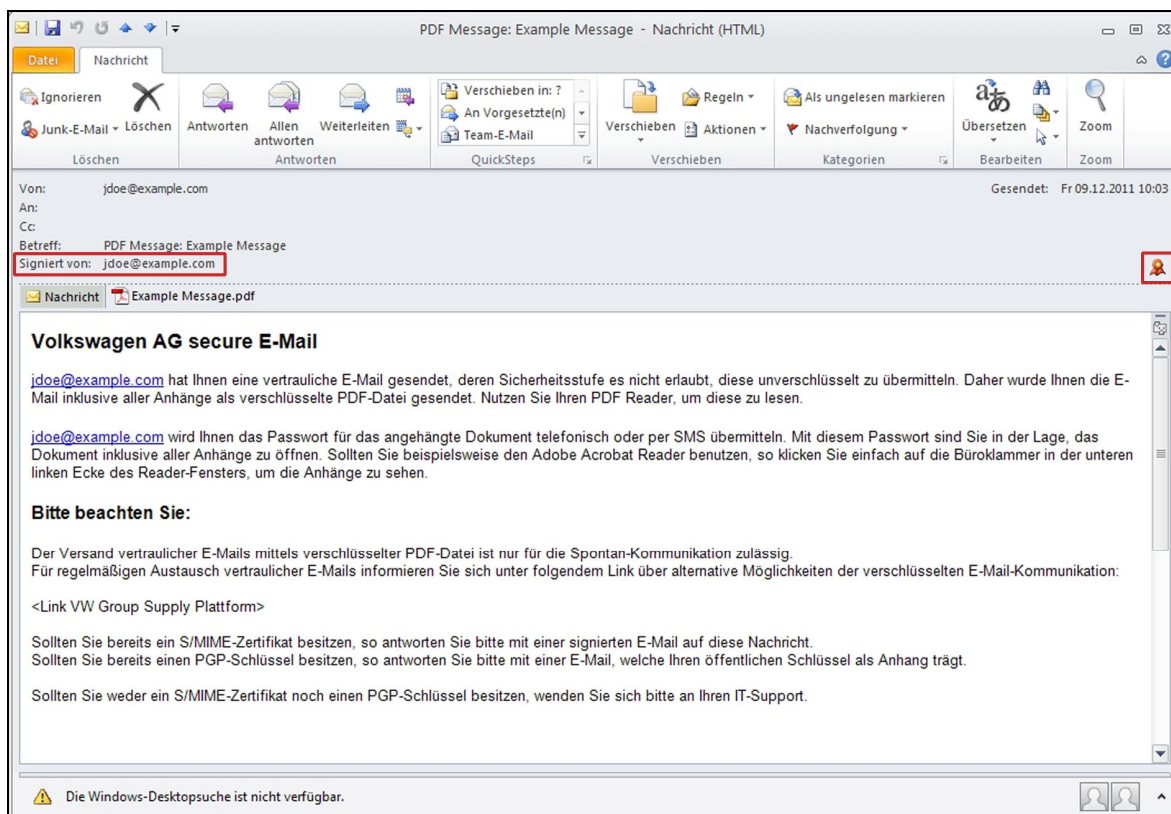 PDF Message: Example Message - Nachricht (HTML)
Datei Nachricht
Ignorieren
Junk-E-Mail
Löschen
Löschen
Antworten
Allen antworten
Weiterleiten
Antworten
Verschieben in: ?
An Vorgesetzte(n)
Team-E-Mail
QuickSteps
Verschieben
Regeln
Aktionen
Verschieben
Als ungelesen markieren
Nachverfolgung
Kategorien
Übersetzen
Bearbeiten
Zoom
Zoom
Von: jdoe@example.com Gesendet: Fr 09.12.2011 10:03
An:
Cc:
Betreff: PDF Message: Example Message
Signiert von: jdoe@example.com
Nachricht Example Message.pdf
Volkswagen AG secure E-Mail
jdoe@example.com hat Ihnen eine vertrauliche E-Mail gesendet, deren Sicherheitsstufe es nicht erlaubt, diese unverschlüsselt zu übermitteln. Daher wurde Ihnen die E-
Mail inklusive aller Anhänge als verschlüsselte PDF-Datei gesendet. Nutzen Sie Ihren PDF Reader, um diese zu lesen.
jdoe@example.com wird Ihnen das Passwort für das angehängte Dokument telefonisch oder per SMS übermitteln. Mit diesem Passwort sind Sie in der Lage, das
Dokument inklusive aller Anhänge zu öffnen. Sollten Sie beispielsweise den Adobe Acrobat Reader benutzen, so klicken Sie einfach auf die Büroklammer in der unteren
linken Ecke des Reader-Fensters, um die Anhänge zu sehen.
Bitte beachten Sie:
Der Versand vertraulicher E-Mails mittels verschlüsselter PDF-Datei ist nur für die Spontan-Kommunikation zulässig.
Für regelmäßigen Austausch vertraulicher E-Mails informieren Sie sich unter folgendem Link über alternative Möglichkeiten der verschlüsselten E-Mail-Kommunikation:
&lt;Link VW Group Supply Plattform&gt;
Sollten Sie bereits ein S/MIME-Zertifikat besitzen, so antworten Sie bitte mit einer signierten E-Mail auf diese Nachricht.
Sollten Sie bereits einen PGP-Schlüssel besitzen, so antworten Sie bitte mit einer E-Mail, welche Ihren öffentlichen Schlüssel als Anhang trägt.
Sollten Sie weder ein S/MIME-Zertifikat noch einen PGP-Schlüssel besitzen, wenden Sie sich bitte an Ihren IT-Support.
Die Windows-Desktopsuche ist nicht verfügbar.